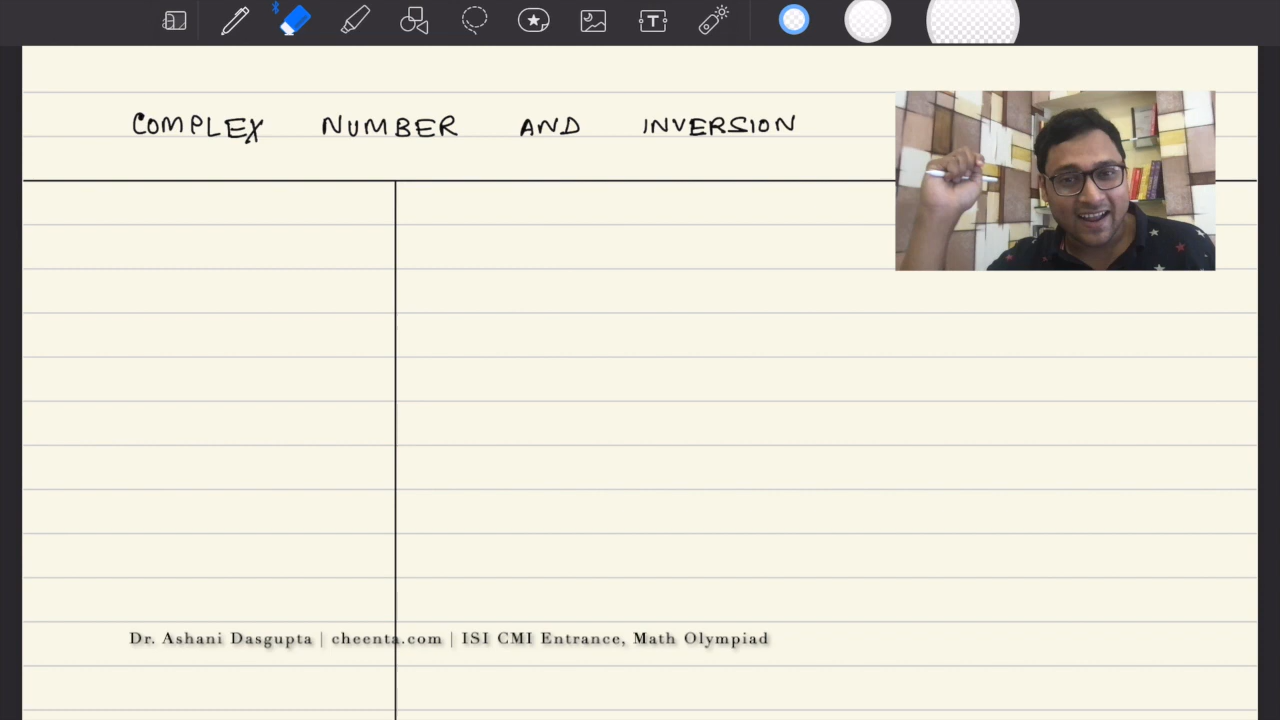 COMPLEX NUMBER AND INVERSION
Dr. Ashani Dasgupta | cheenta.com | ISI CMI Entrance, Math Olympiad